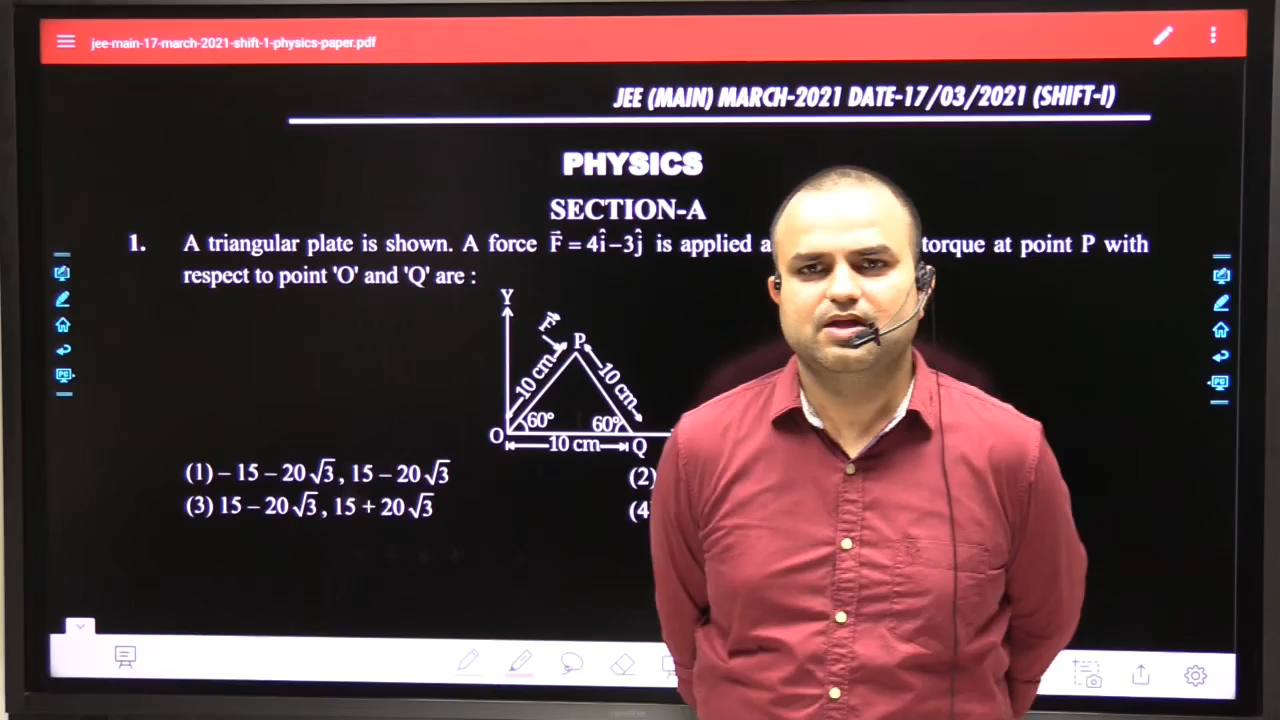 jee-main-17-march-2021-shift-1-physics-paper.pdf
JEE (MAIN) MARCH-2021 DATE-17/03/2021 (SHIFT-I)
PHYSICS
SECTION-A
1. A triangular plate is shown. A force F⃗ = 4î – 3ĵ is applied a torque at point P with
respect to point 'O' and 'Q' are :
Y
F⃗
P
10 cm
10 cm
60°
60°
O
10 cm
Q
(1) – 15 – 20√3 , 15 – 20√3
(2)
(3) 15 – 20√3 , 15 + 20√3
(4